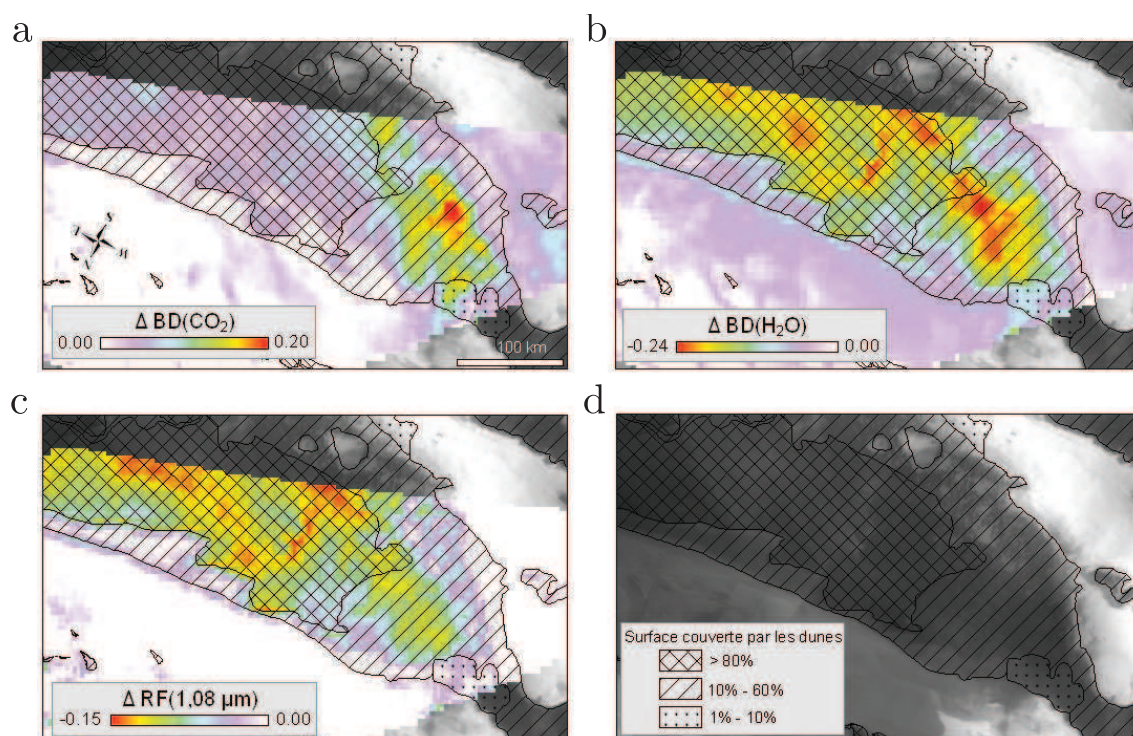 a
b
Δ BD(CO₂)
0.00 0.20
100 km
Δ BD(H₂O)
-0.24 0.00
c
d
Δ RF(1,08 µm)
-0.15 0.00
Surface couverte par les dunes
> 80%
10% - 60%
1% - 10%